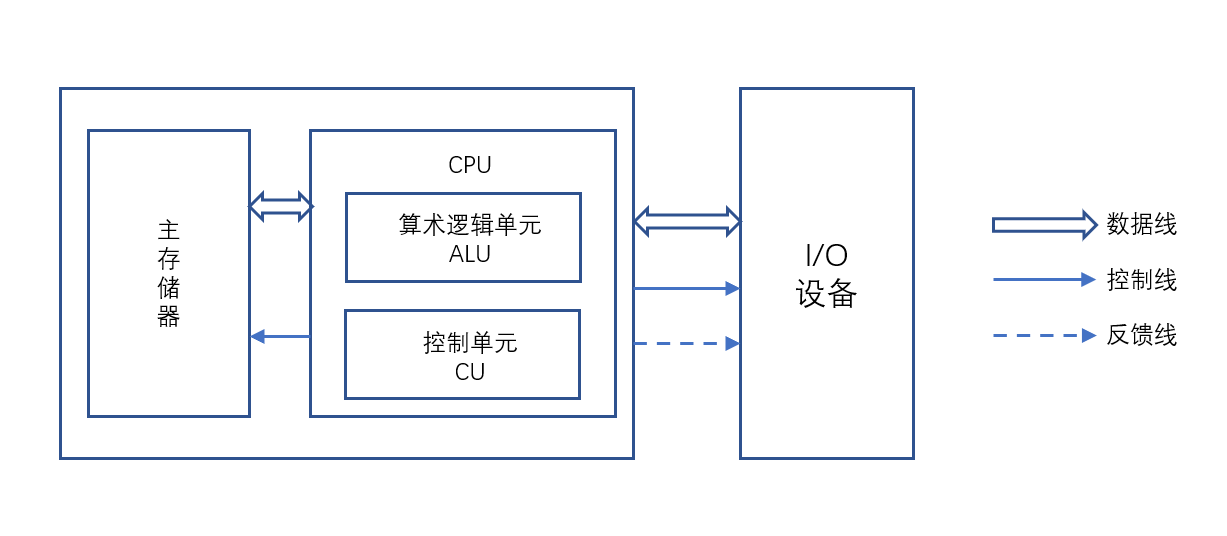 主
存
储
器
CPU
算术逻辑单元
ALU
控制单元
CU
I/O
设备
数据线
控制线
反馈线